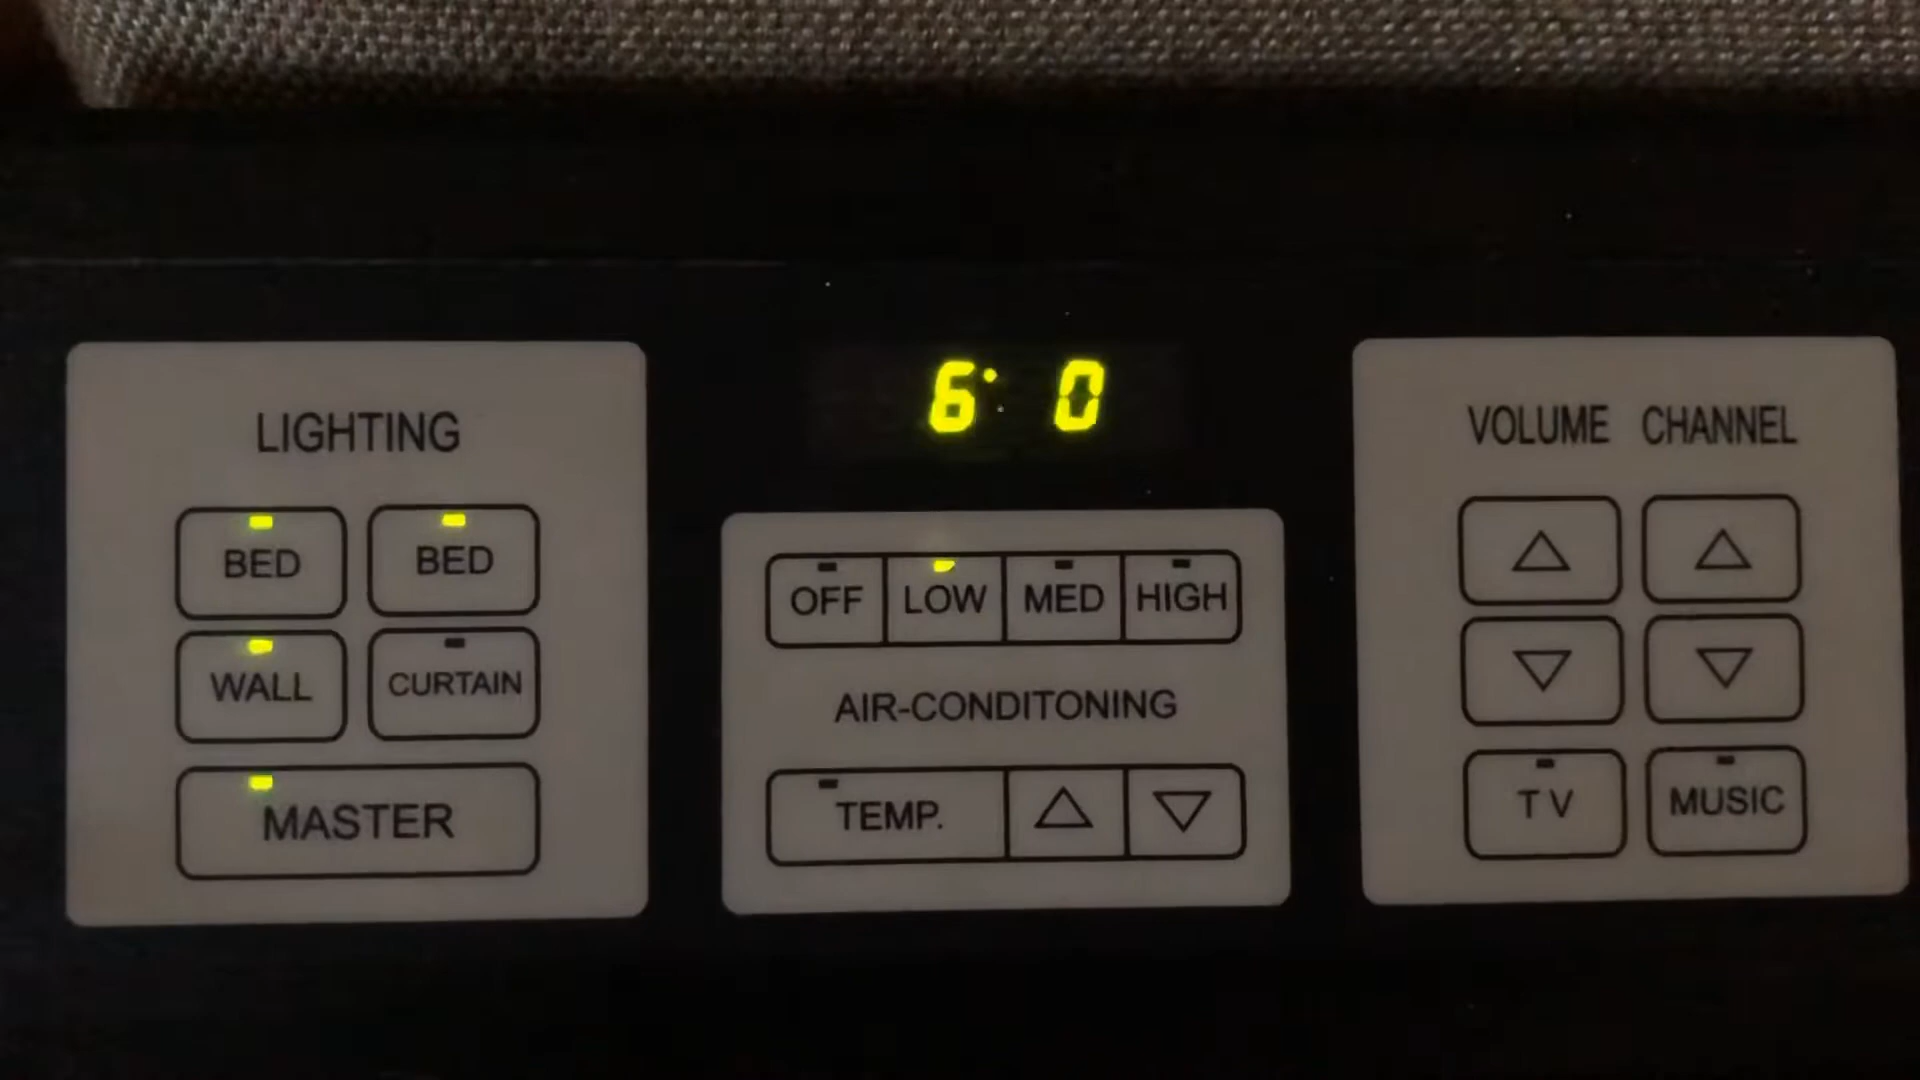 6: 0
LIGHTING
BED BED
WALL CURTAIN
MASTER
OFF LOW MED HIGH
AIR-CONDITONING
TEMP.
VOLUME CHANNEL
TV MUSIC